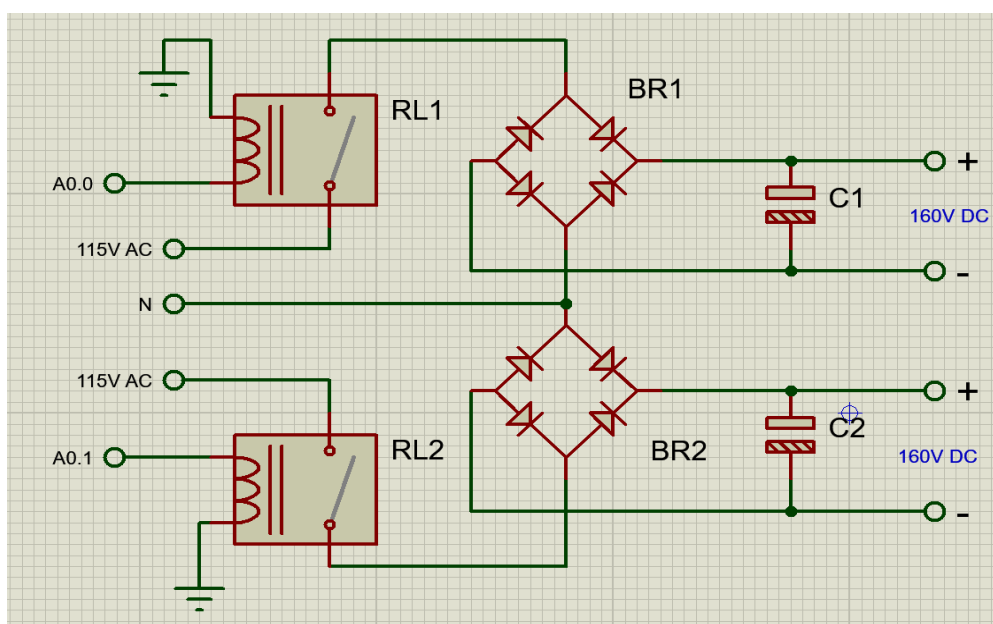 BR1
RL1
A0.0
+
C1
160V DC
115V AC
-
N
115V AC
+
C2
RL2
BR2
A0.1
160V DC
-